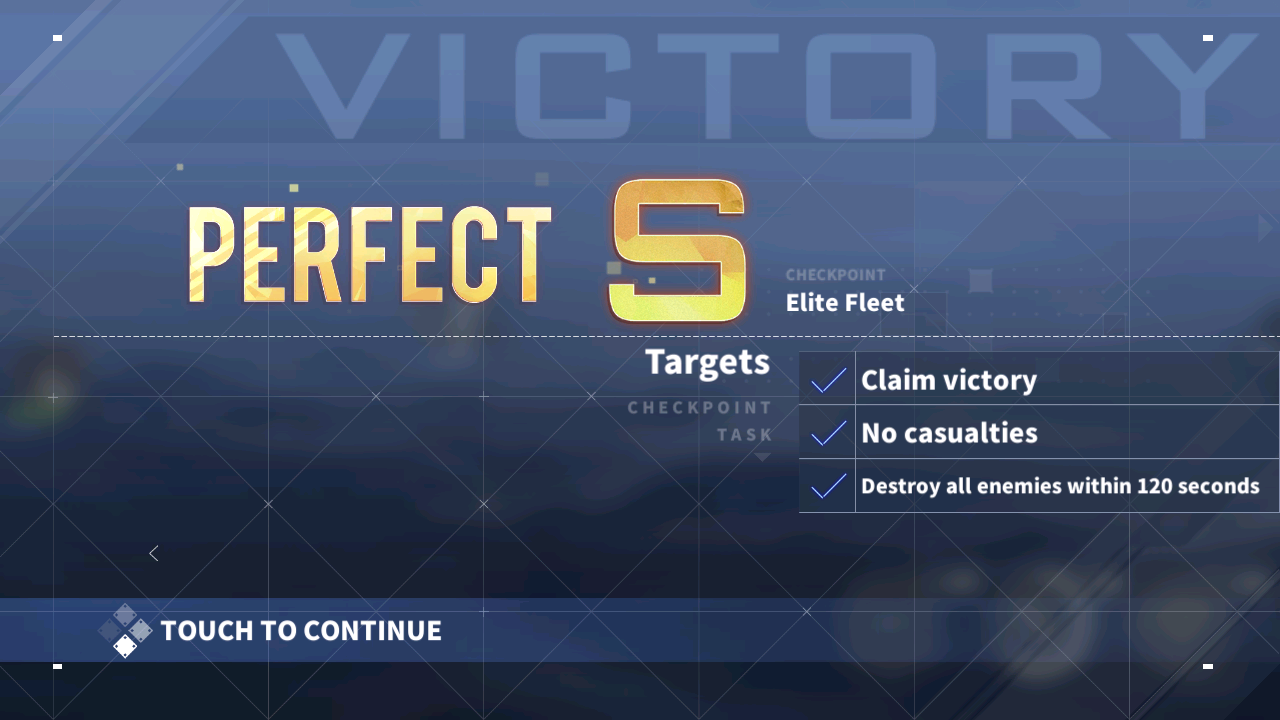 VICTORY
PERFECT S
CHECKPOINT
Elite Fleet
Targets
CHECKPOINT
TASK
Claim victory
No casualties
Destroy all enemies within 120 seconds
TOUCH TO CONTINUE